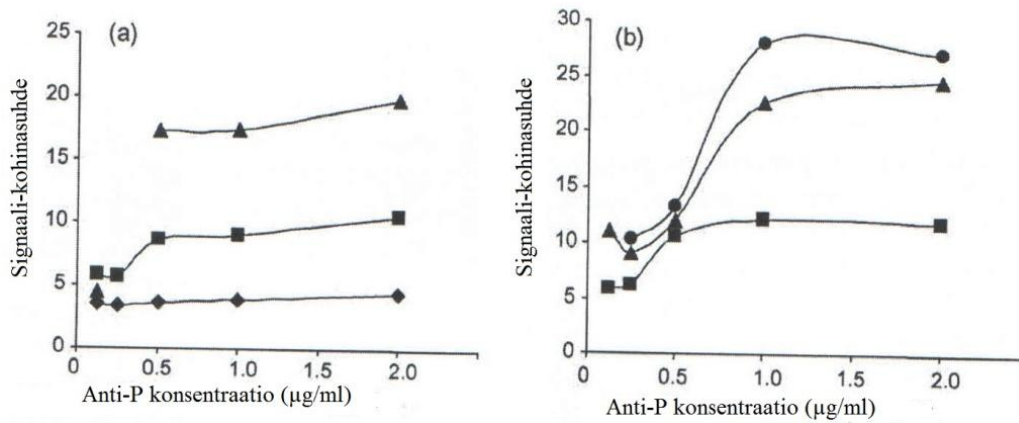 (a)
25
20
15
10
5
0
Signaali-kohinasuhde
0 0.5 1.0 1.5 2.0
Anti-P konsentraatio (µg/ml)
(b)
30
25
20
15
10
5
0
Signaali-kohinasuhde
0 0.5 1.0 2.0
Anti-P konsentraatio (µg/ml)